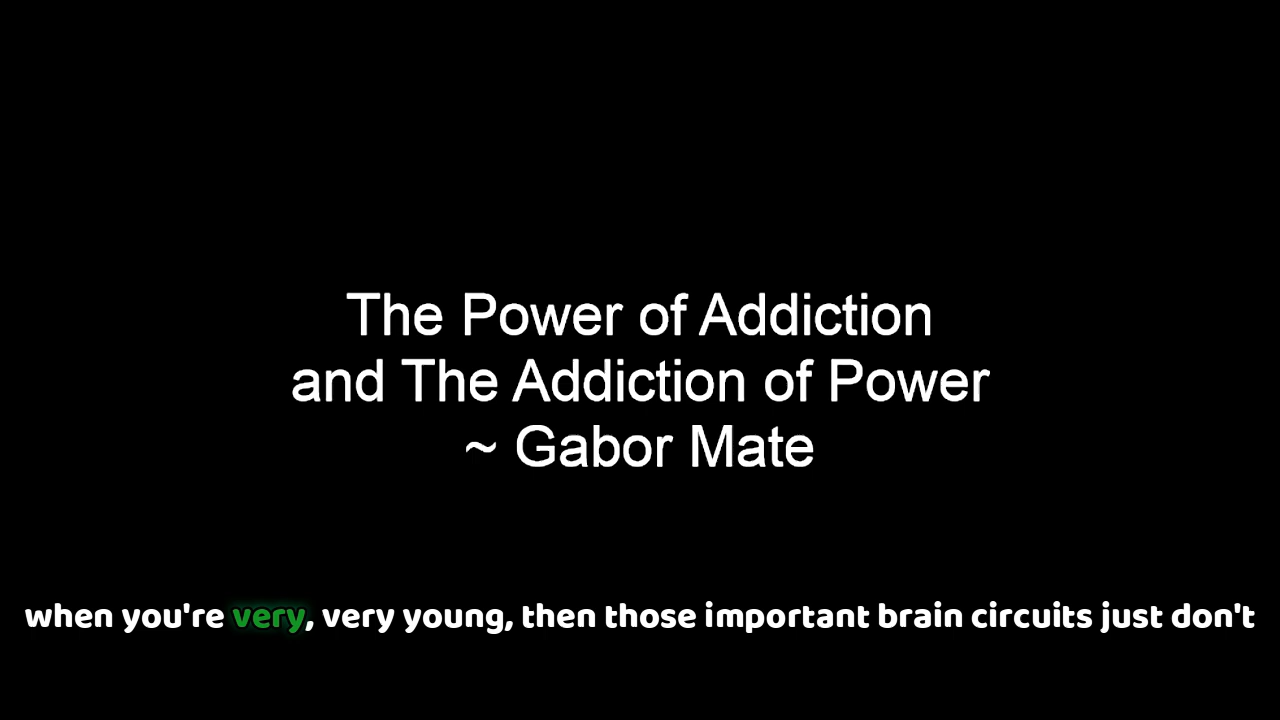 The Power of Addiction
and The Addiction of Power
~ Gabor Mate
when you're very, very young, then those important brain circuits just don't